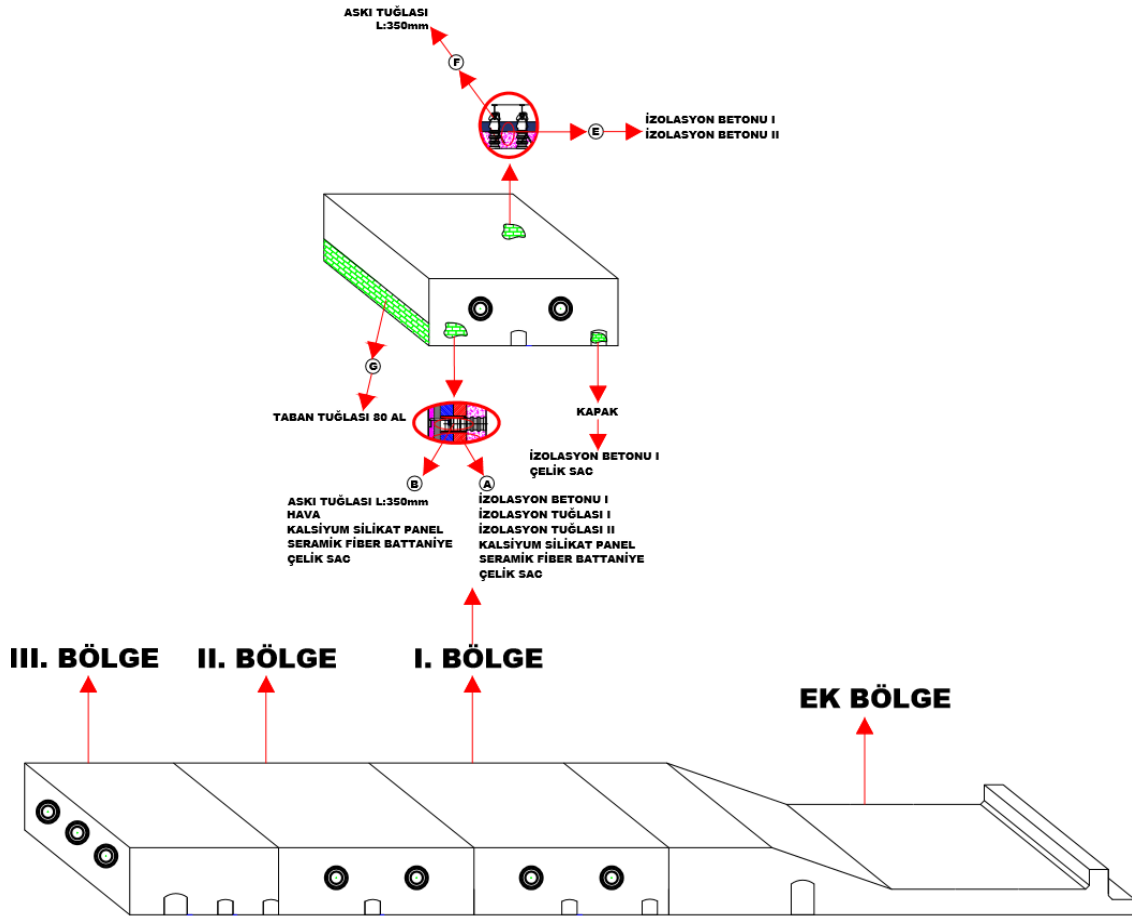 ASKI TUĞLASI
L:350mm
F
E
İZOLASYON BETONU I
İZOLASYON BETONU II
G
TABAN TUĞLASI 80 AL
KAPAK
İZOLASYON BETONU I
ÇELİK SAC
B
A
ASKI TUĞLASI L:350mm
HAVA
KALSİYUM SİLİKAT PANEL
SERAMİK FİBER BATTANİYE
ÇELİK SAC
İZOLASYON BETONU I
İZOLASYON TUĞLASI I
İZOLASYON TUĞLASI II
KALSİYUM SİLİKAT PANEL
SERAMİK FİBER BATTANİYE
ÇELİK SAC
III. BÖLGE
II. BÖLGE
I. BÖLGE
EK BÖLGE